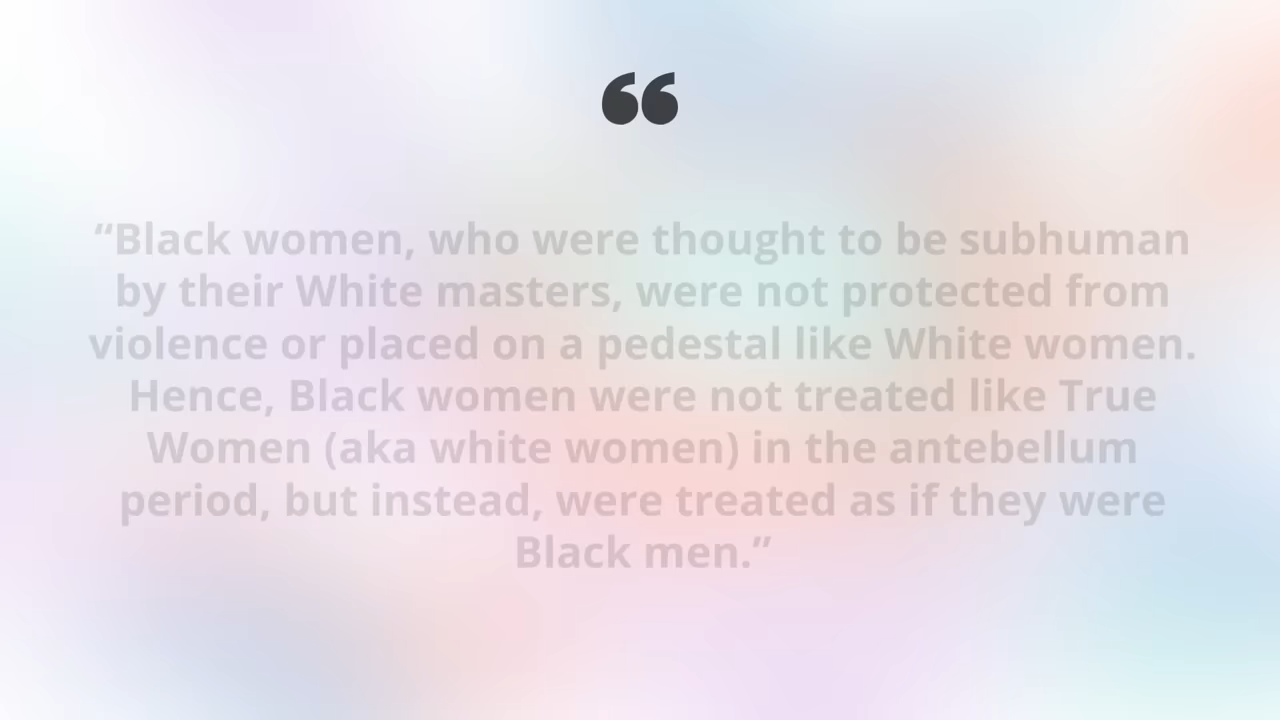 ❝
“Black women, who were thought to be subhuman
by their White masters, were not protected from
violence or placed on a pedestal like White women.
Hence, Black women were not treated like True
Women (aka white women) in the antebellum
period, but instead, were treated as if they were
Black men.”